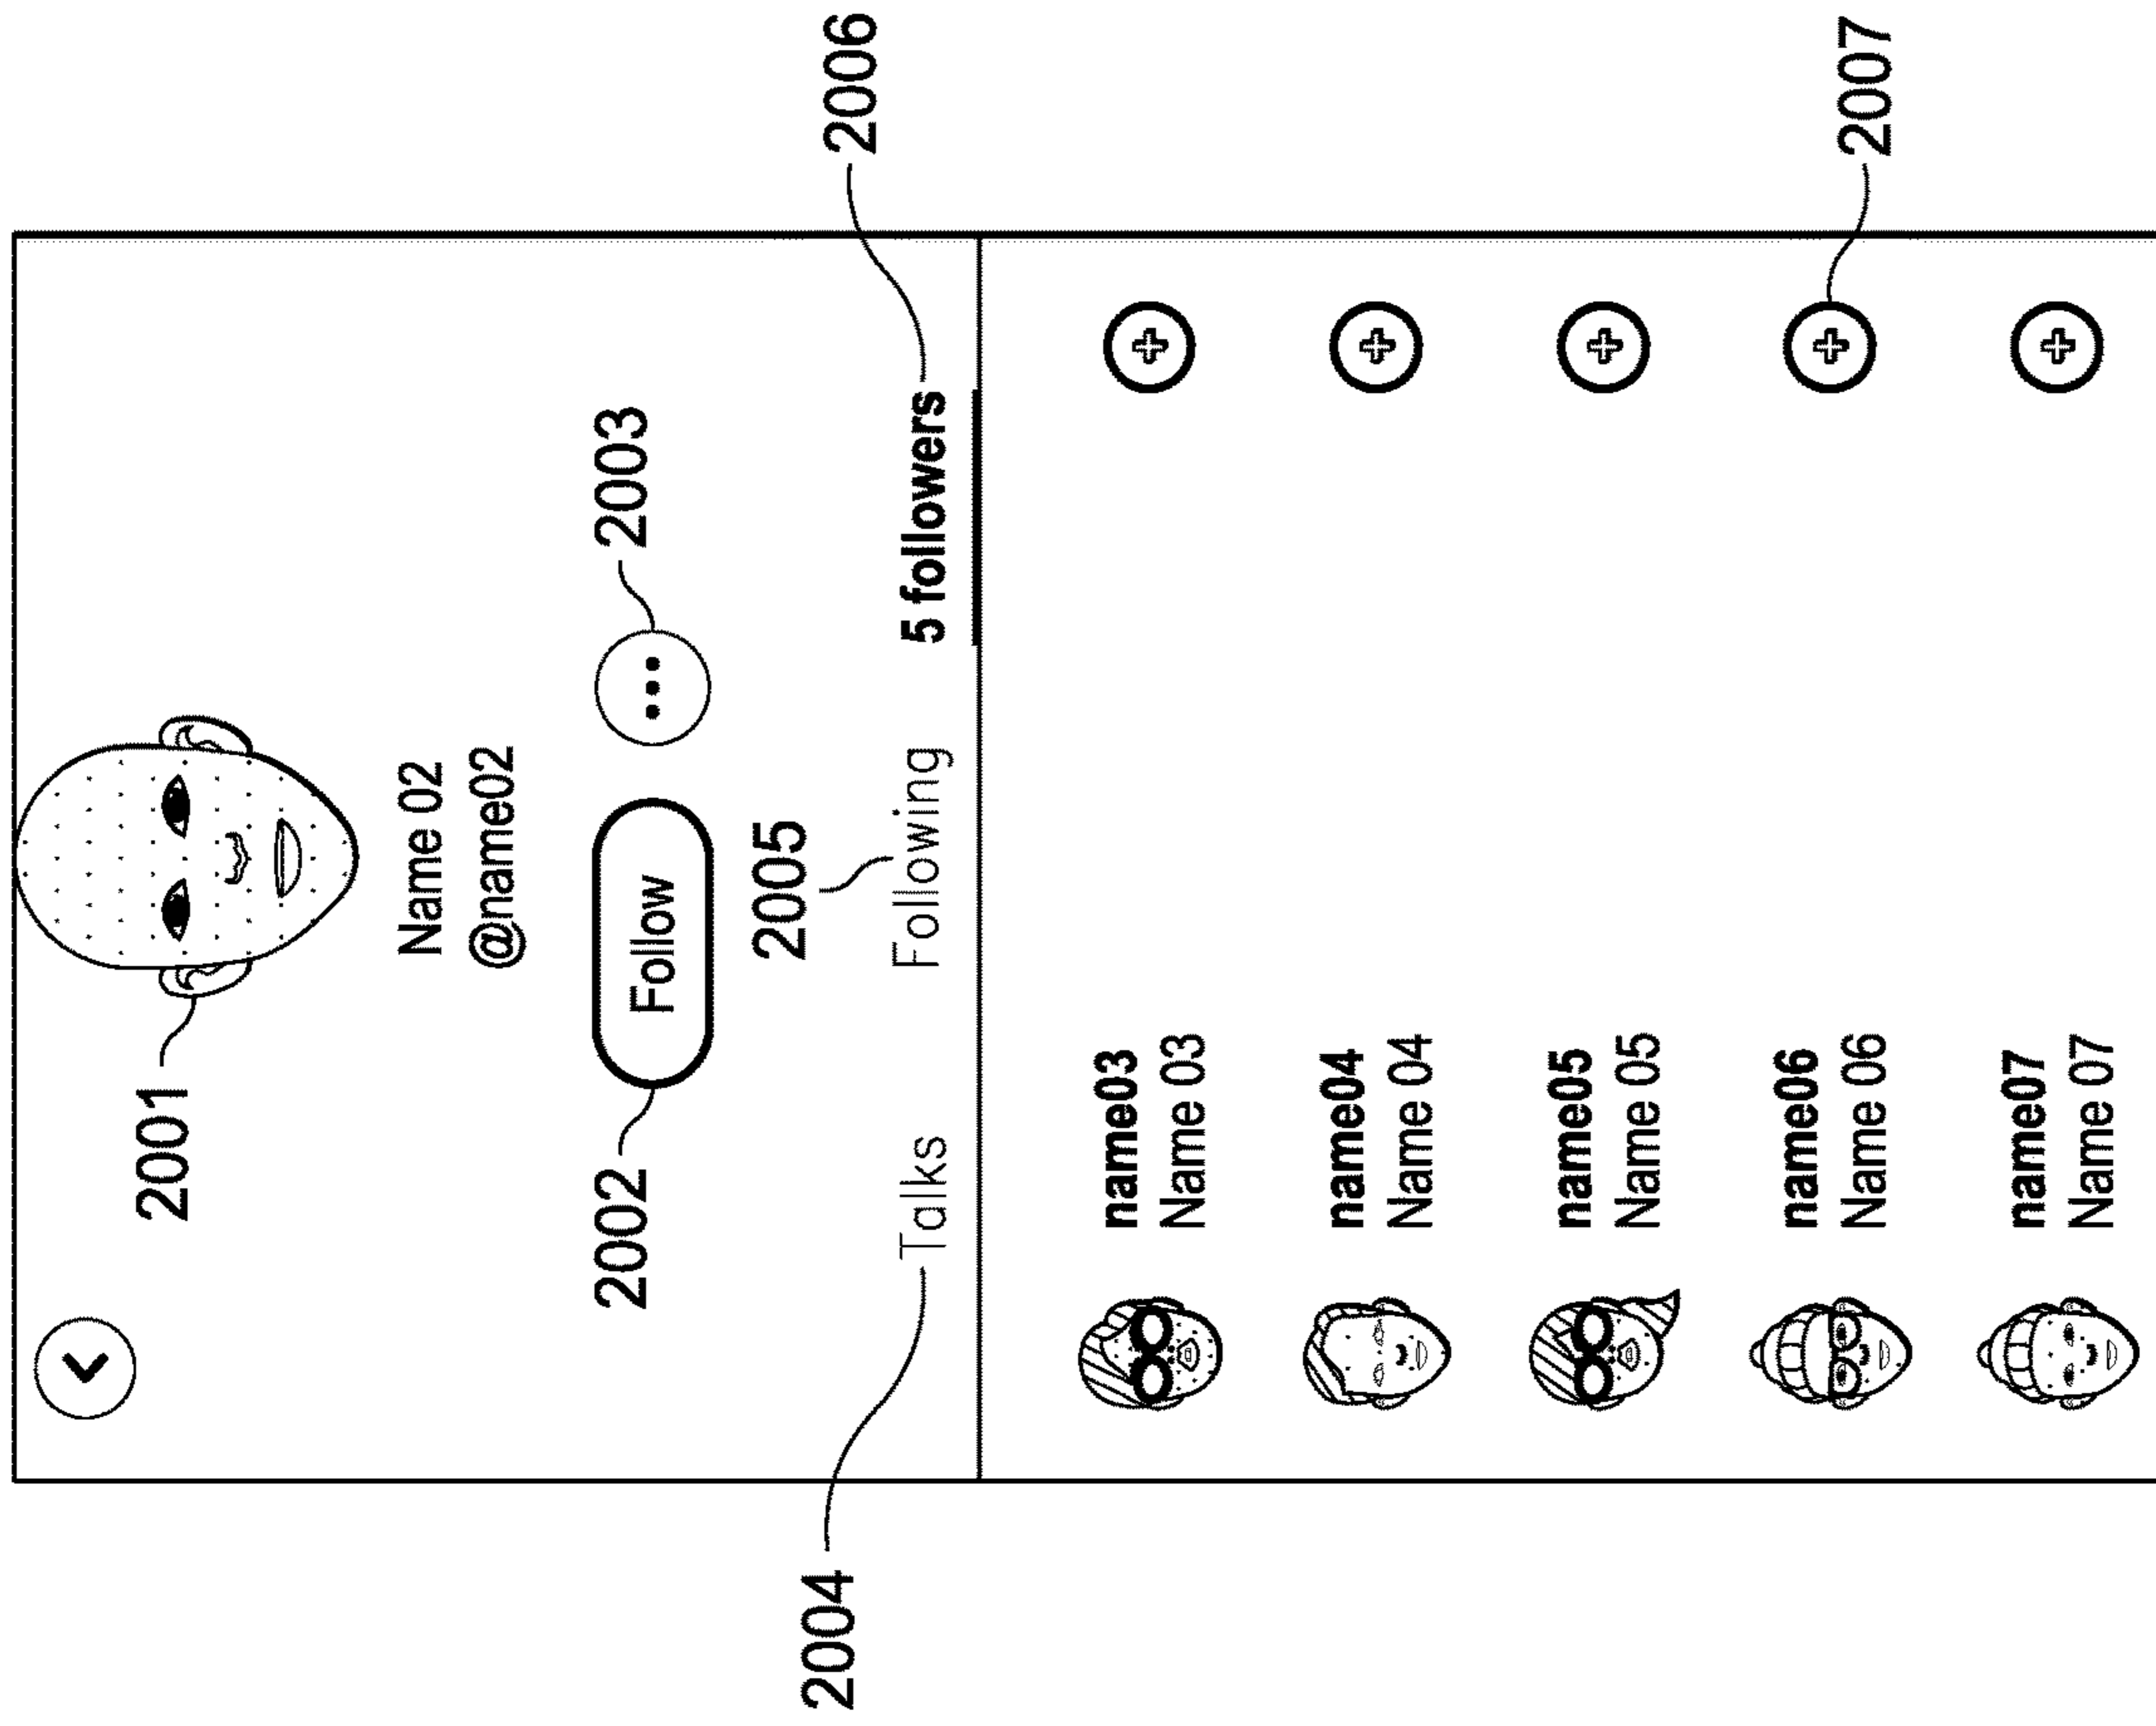 2001
Name 02
@name02
2002
Follow
2003
2005
2004
2006
Talks
Following
5 followers
name03
Name 03
name04
Name 04
name05
Name 05
name06
Name 06
2007
name07
Name 07